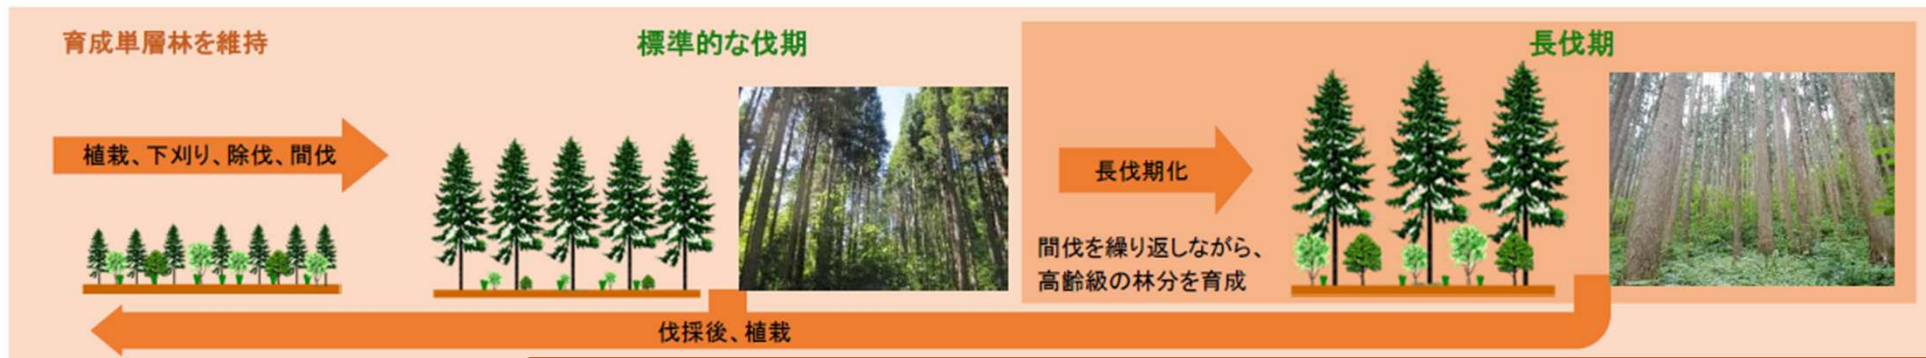 育成単層林を維持
標準的な伐期
長伐期
植栽、下刈り、除伐、間伐
長伐期化
間伐を繰り返しながら、
高齢級の林分を育成
伐採後、植栽